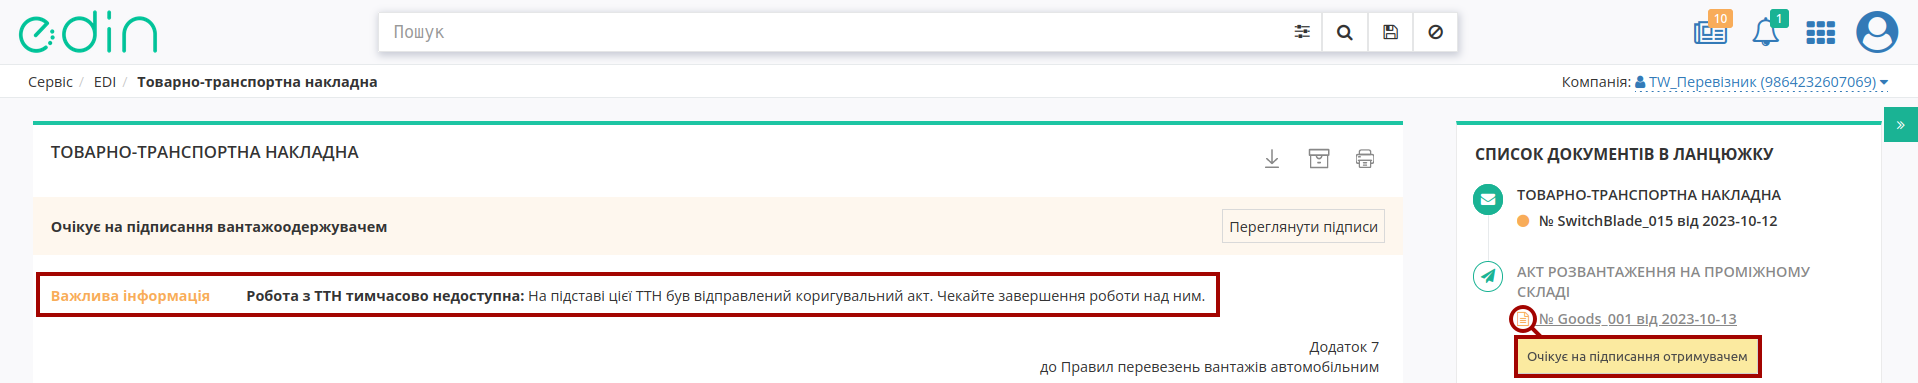 edin
Пошук
10
1
Сервіс / EDI / Товарно-транспортна накладна
Компанія: TW_Перевізник (9864232607069)
»
ТОВАРНО-ТРАНСПОРТНА НАКЛАДНА
Очікує на підписання вантажоодержувачем
Переглянути підписи
Важлива інформація Робота з ТТН тимчасово недоступна: На підставі цієї ТТН був відправлений коригувальний акт. Чекайте завершення роботи над ним.
Додаток 7
до Правил перевезень вантажів автомобільним
СПИСОК ДОКУМЕНТІВ В ЛАНЦЮЖКУ
ТОВАРНО-ТРАНСПОРТНА НАКЛАДНА
№ SwitchBlade_015 від 2023-10-12
АКТ РОЗВАНТАЖЕННЯ НА ПРОМІЖНОМУ
СКЛАДІ
№ Goods_001 від 2023-10-13
Очікує на підписання отримувачем